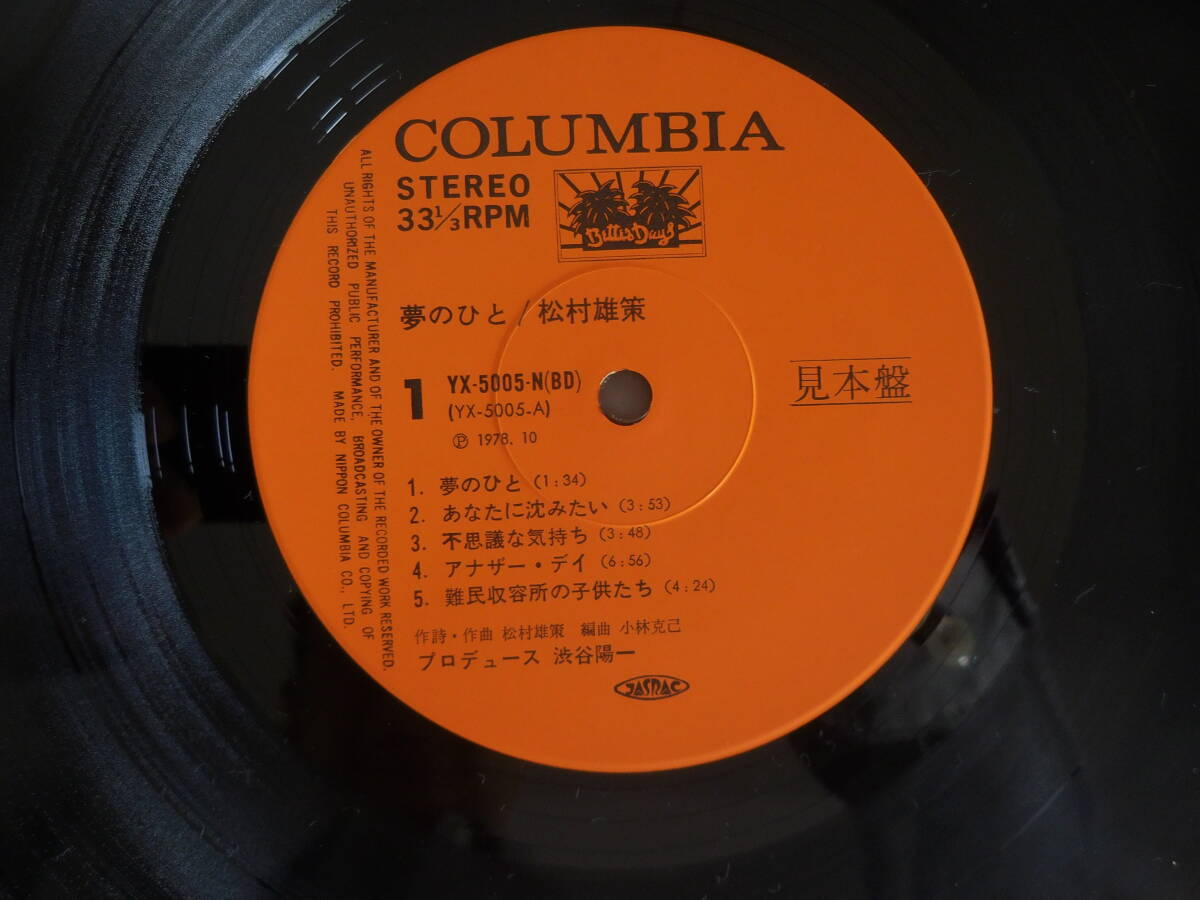 COLUMBIA
STEREO
33 1/3 RPM
Better Days
夢のひと / 松村雄策
1
YX-5005-N(BD)
(YX-5005-A)
Ⓟ 1978. 10
見本盤
1. 夢のひと (1:34)
2. あなたに沈みたい (3:53)
3. 不思議な気持ち (3:48)
4. アナザー・デイ (6:56)
5. 難民収容所の子供たち (4:24)
作詩・作曲 松村雄策 編曲 小林克己
プロデュース 渋谷陽一
JASRAC
ALL RIGHTS OF THE MANUFACTURER AND OF THE OWNER OF THE RECORDED WORK RESERVED.
UNAUTHORIZED PUBLIC PERFORMANCE, BROADCASTING AND COPYING OF
THIS RECORD PROHIBITED. MADE BY NIPPON COLUMBIA CO., LTD.